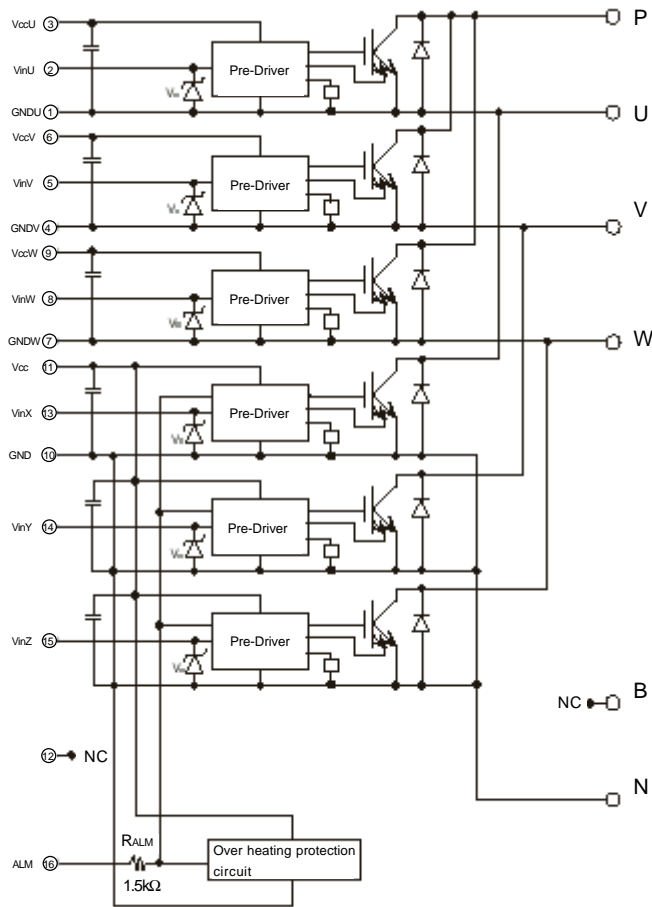 VccU ③
P
VinU ②
Pre-Driver
GNDU ①
U
VccV ⑥
VinV ⑤
Pre-Driver
GNDV ④
V
VccW ⑨
VinW ⑧
Pre-Driver
GNDW ⑦
W
Vcc ⑪
VinX ⑬
Pre-Driver
GND ⑩
VinY ⑭
Pre-Driver
VinZ ⑮
Pre-Driver
NC
B
⑫ NC
N
RALM
ALM ⑯
1.5kΩ
Over heating protection
circuit